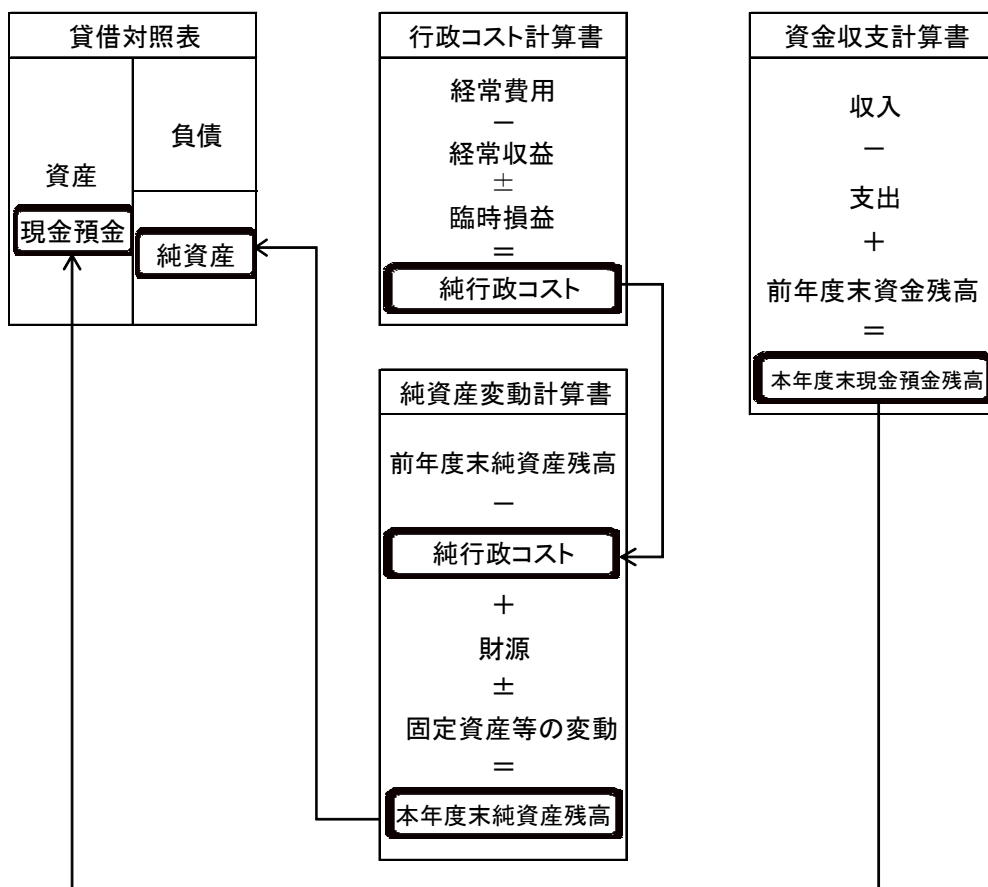 貸借対照表
資産
現金預金
負債
純資産
行政コスト計算書
経常費用
－
経常収益
±
臨時損益
＝
純行政コスト
純資産変動計算書
前年度末純資産残高
－
純行政コスト
＋
財源
±
固定資産等の変動
＝
本年度末純資産残高
資金収支計算書
収入
－
支出
＋
前年度末資金残高
＝
本年度末現金預金残高